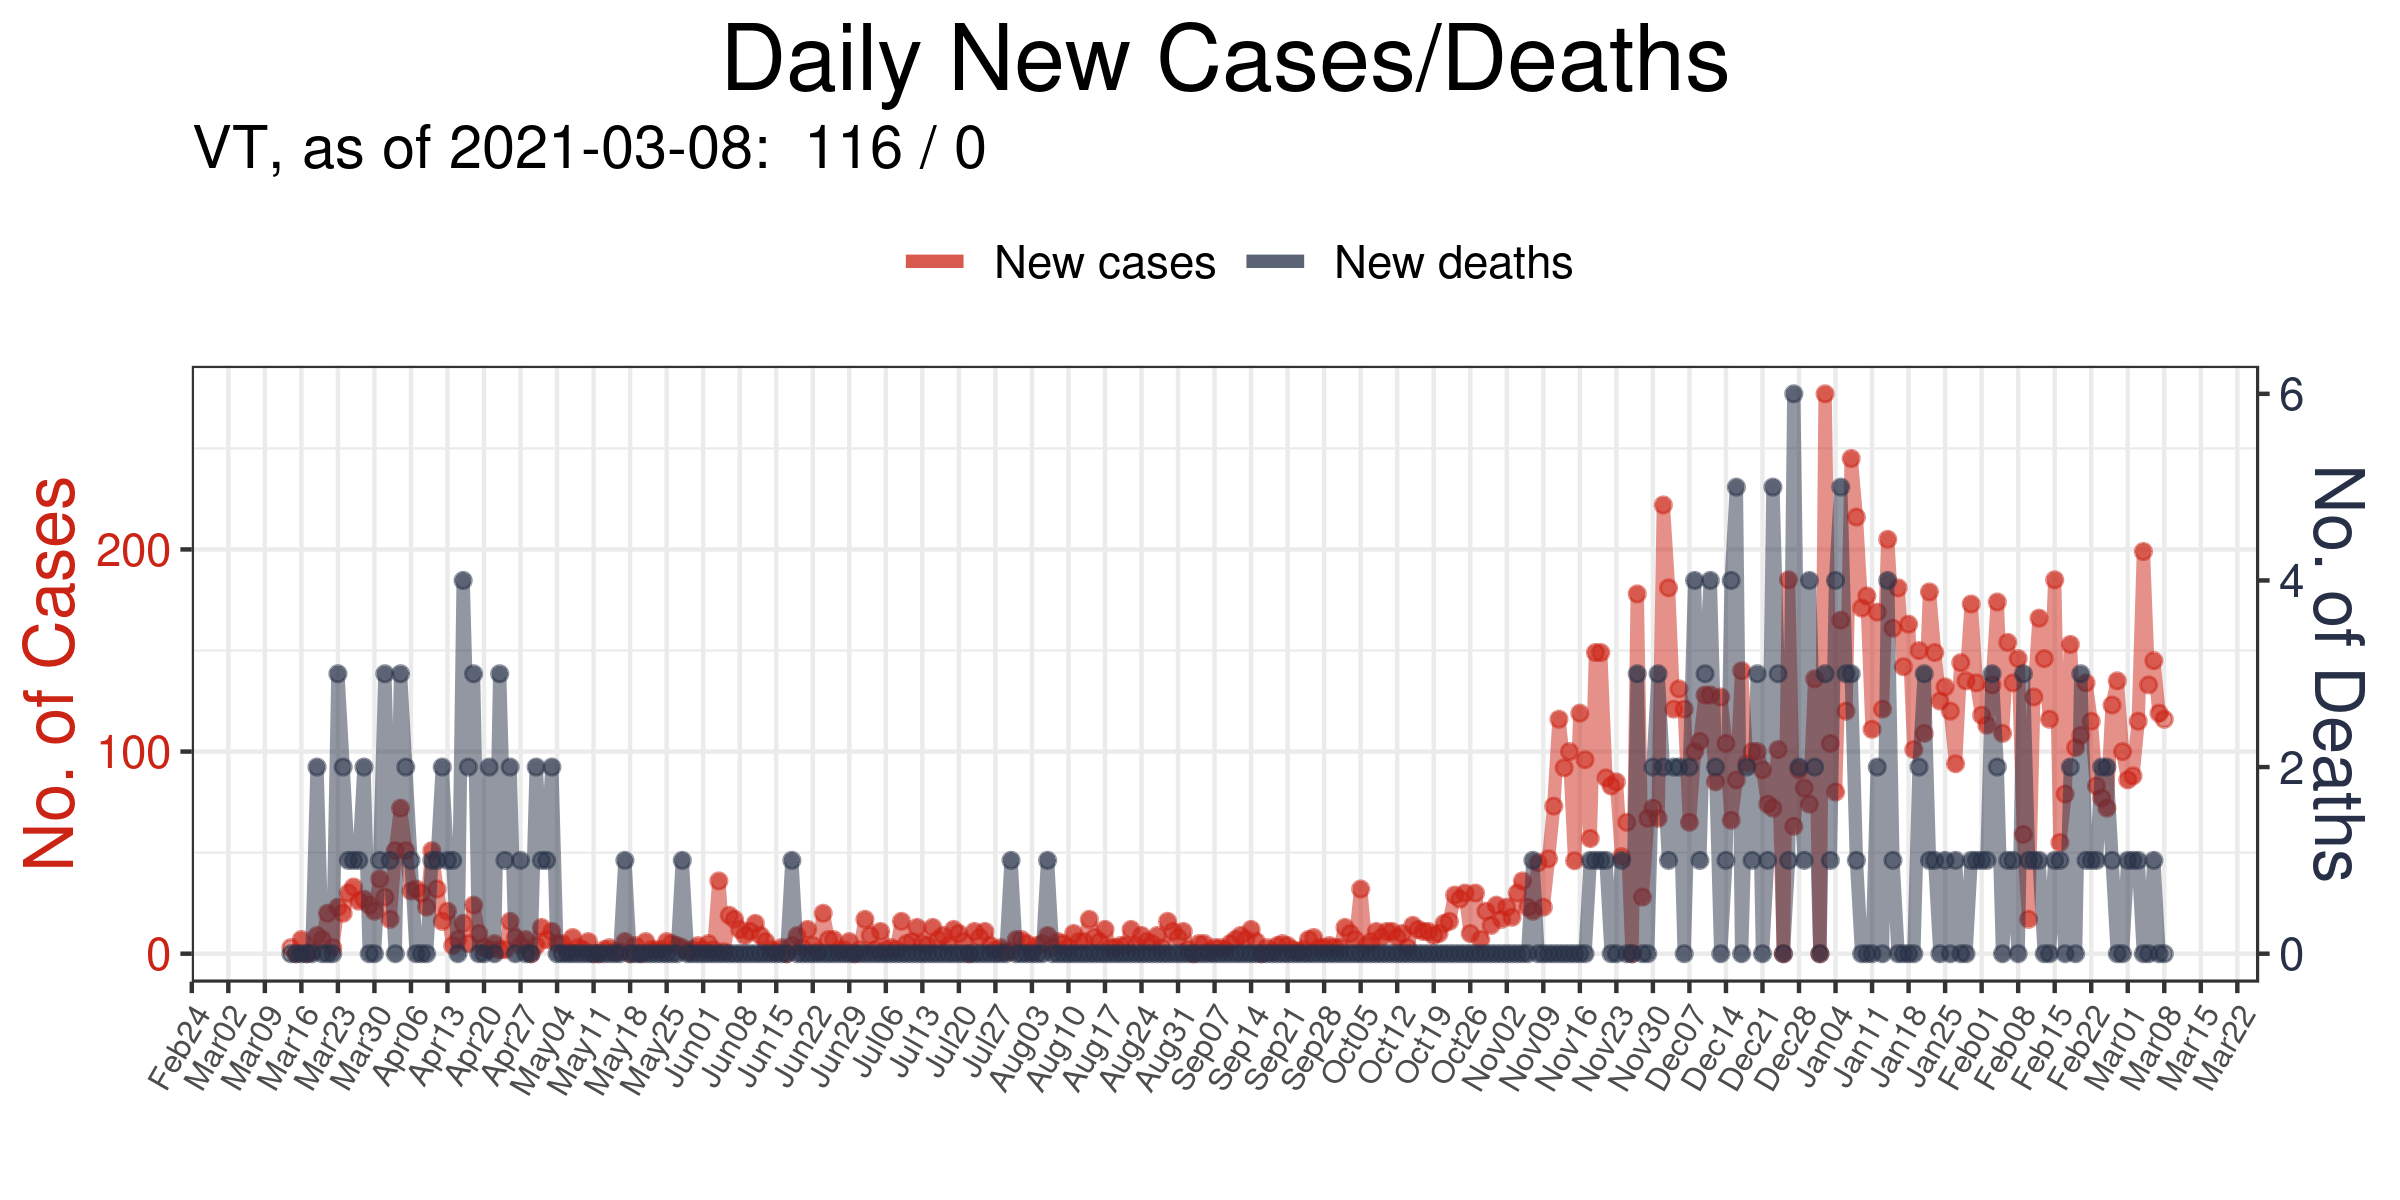 Daily New Cases/Deaths
VT, as of 2021-03-08:  116 / 0
New cases
New deaths
No. of Cases
200
100
0
6
4
2
0
No. of Deaths
Feb24
Mar02
Mar09
Mar16
Mar23
Mar30
Apr06
Apr13
Apr20
Apr27
May04
May11
May18
May25
Jun01
Jun08
Jun15
Jun22
Jun29
Jul06
Jul13
Jul20
Jul27
Aug03
Aug10
Aug17
Aug24
Aug31
Sep07
Sep14
Sep21
Sep28
Oct05
Oct12
Oct19
Oct26
Nov02
Nov09
Nov16
Nov23
Nov30
Dec07
Dec14
Dec21
Dec28
Jan04
Jan11
Jan18
Jan25
Feb01
Feb08
Feb15
Feb22
Mar01
Mar08
Mar15
Mar22